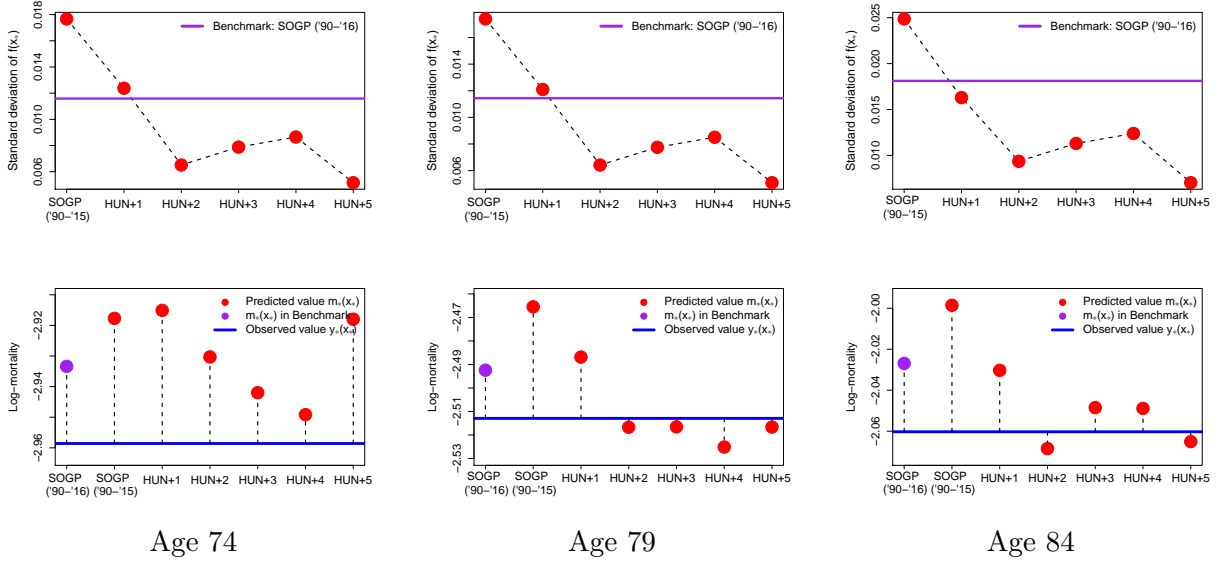 Benchmark: SOGP ('90–'16)
Standard deviation of f(x*)
0.018
0.014
0.010
0.006
SOGP ('90–'15)
HUN+1
HUN+2
HUN+3
HUN+4
HUN+5
Benchmark: SOGP ('90–'16)
Standard deviation of f(x*)
0.014
0.010
0.006
SOGP ('90–'15)
HUN+1
HUN+2
HUN+3
HUN+4
HUN+5
Benchmark: SOGP ('90–'16)
Standard deviation of f(x*)
0.025
0.020
0.015
0.010
SOGP ('90–'15)
HUN+1
HUN+2
HUN+3
HUN+4
HUN+5
Predicted value m*(x*)
m*(x*) in Benchmark
Observed value y*(x*)
Log−mortality
−2.92
−2.94
−2.96
SOGP ('90–'16)
SOGP ('90–'15)
HUN+1
HUN+2
HUN+3
HUN+4
HUN+5
Age 74
Predicted value m*(x*)
m*(x*) in Benchmark
Observed value y*(x*)
Log−mortality
−2.47
−2.49
−2.51
−2.53
SOGP ('90–'16)
SOGP ('90–'15)
HUN+1
HUN+2
HUN+3
HUN+4
HUN+5
Age 79
Predicted value m*(x*)
m*(x*) in Benchmark
Observed value y*(x*)
Log−mortality
−2.00
−2.02
−2.04
−2.06
SOGP ('90–'16)
SOGP ('90–'15)
HUN+1
HUN+2
HUN+3
HUN+4
HUN+5
Age 84